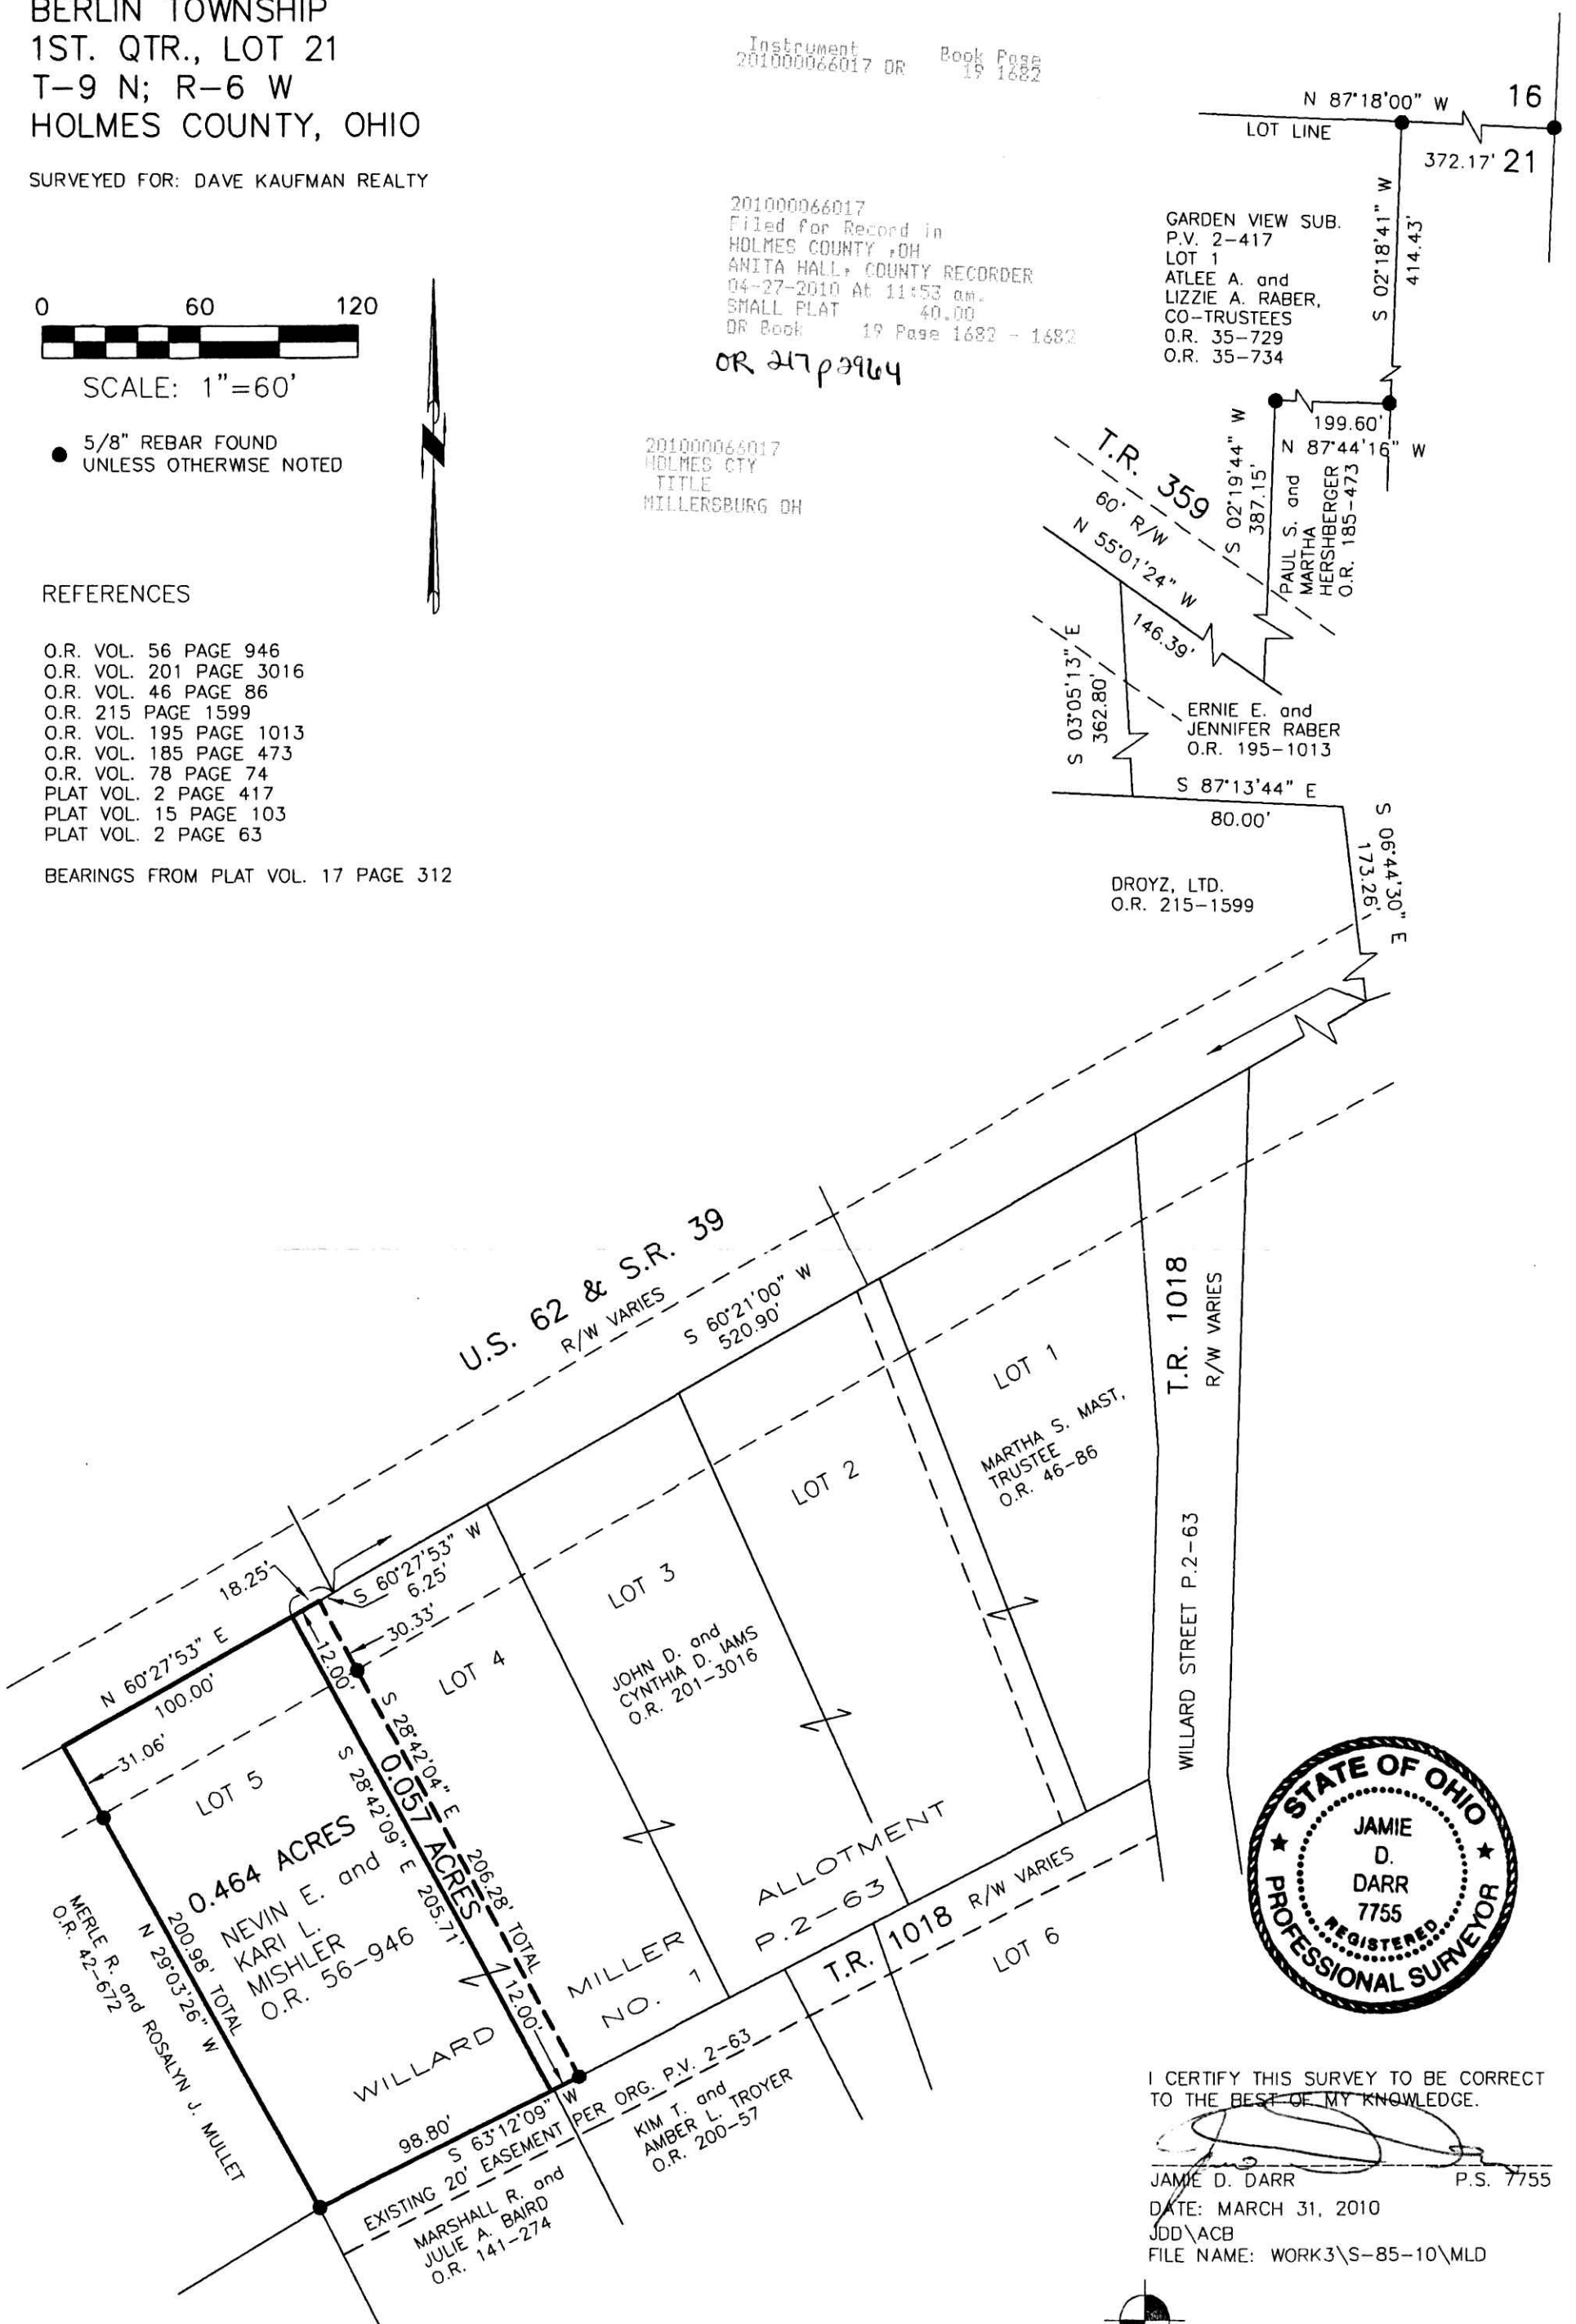 BERLIN TOWNSHIP
1ST. QTR., LOT 21
T-9 N; R-6 W
HOLMES COUNTY, OHIO
SURVEYED FOR: DAVE KAUFMAN REALTY
Instrument Book Page
201000066017 OR 19 1682
201000066017
Filed for Record in
HOLMES COUNTY, OH
ANITA HALL, COUNTY RECORDER
04-27-2010 At 11:53 am.
SMALL PLAT 40.00
OR Book 19 Page 1682 - 1682
OR 217 p 2964
201000066017
HOLMES CTY
TITLE
MILLERSBURG OH
0 60 120
SCALE: 1"=60'
5/8" REBAR FOUND
UNLESS OTHERWISE NOTED
REFERENCES
O.R. VOL. 56 PAGE 946
O.R. VOL. 201 PAGE 3016
O.R. VOL. 46 PAGE 86
O.R. 215 PAGE 1599
O.R. VOL. 195 PAGE 1013
O.R. VOL. 185 PAGE 473
O.R. VOL. 78 PAGE 74
PLAT VOL. 2 PAGE 417
PLAT VOL. 15 PAGE 103
PLAT VOL. 2 PAGE 63
BEARINGS FROM PLAT VOL. 17 PAGE 312
N 87°18'00" W
16
LOT LINE
372.17'
21
S 02°18'41" W
414.43'
GARDEN VIEW SUB.
P.V. 2-417
LOT 1
ATLEE A. and
LIZZIE A. RABER,
CO-TRUSTEES
O.R. 35-729
O.R. 35-734
199.60'
N 87°44'16" W
S 02°19'44" W
387.15'
PAUL S. and
MARTHA
HERSHBERGER
O.R. 185-473
T.R. 359
60' R/W
N 55°01'24" W
146.39'
S 03°05'13" E
362.80'
ERNIE E. and
JENNIFER RABER
O.R. 195-1013
S 87°13'44" E
80.00'
S 06°44'30" E
173.26'
DROYZ, LTD.
O.R. 215-1599
U.S. 62 & S.R. 39
R/W VARIES
S 60°21'00" W
520.90'
LOT 1
MARTHA S. MAST,
TRUSTEE
O.R. 46-86
T.R. 1018
R/W VARIES
WILLARD STREET P.2-63
LOT 2
LOT 3
JOHN D. and
CYNTHIA D. IAMS
O.R. 201-3016
LOT 4
18.25'
S 60°27'53" W
6.25'
30.33'
12.00'
N 60°27'53" E
100.00'
31.06'
LOT 5
S 28°42'04" E
206.28' TOTAL
0.057 ACRES
S 28°42'09" E 205.71'
0.464 ACRES
NEVIN E. and
KARI L.
MISHLER
O.R. 56-946
200.98' TOTAL
N 29°03'26" W
MERLE R. and ROSALYN J. MULLET
O.R. 42-672
12.00'
WILLARD
MILLER
ALLOTMENT
NO. 1
P.2-63
98.80'
S 63°12'09" W
EXISTING 20' EASEMENT PER ORG. P.V. 2-63
T.R. 1018 R/W VARIES
LOT 6
KIM T. and
AMBER L. TROYER
O.R. 200-57
MARSHALL R. and
JULIE A. BAIRD
O.R. 141-274
STATE OF OHIO
JAMIE
D.
DARR
7755
REGISTERED
PROFESSIONAL SURVEYOR
I CERTIFY THIS SURVEY TO BE CORRECT
TO THE BEST OF MY KNOWLEDGE.
JAMIE D. DARR P.S. 7755
DATE: MARCH 31, 2010
JDD\ACB
FILE NAME: WORK3\S-85-10\MLD